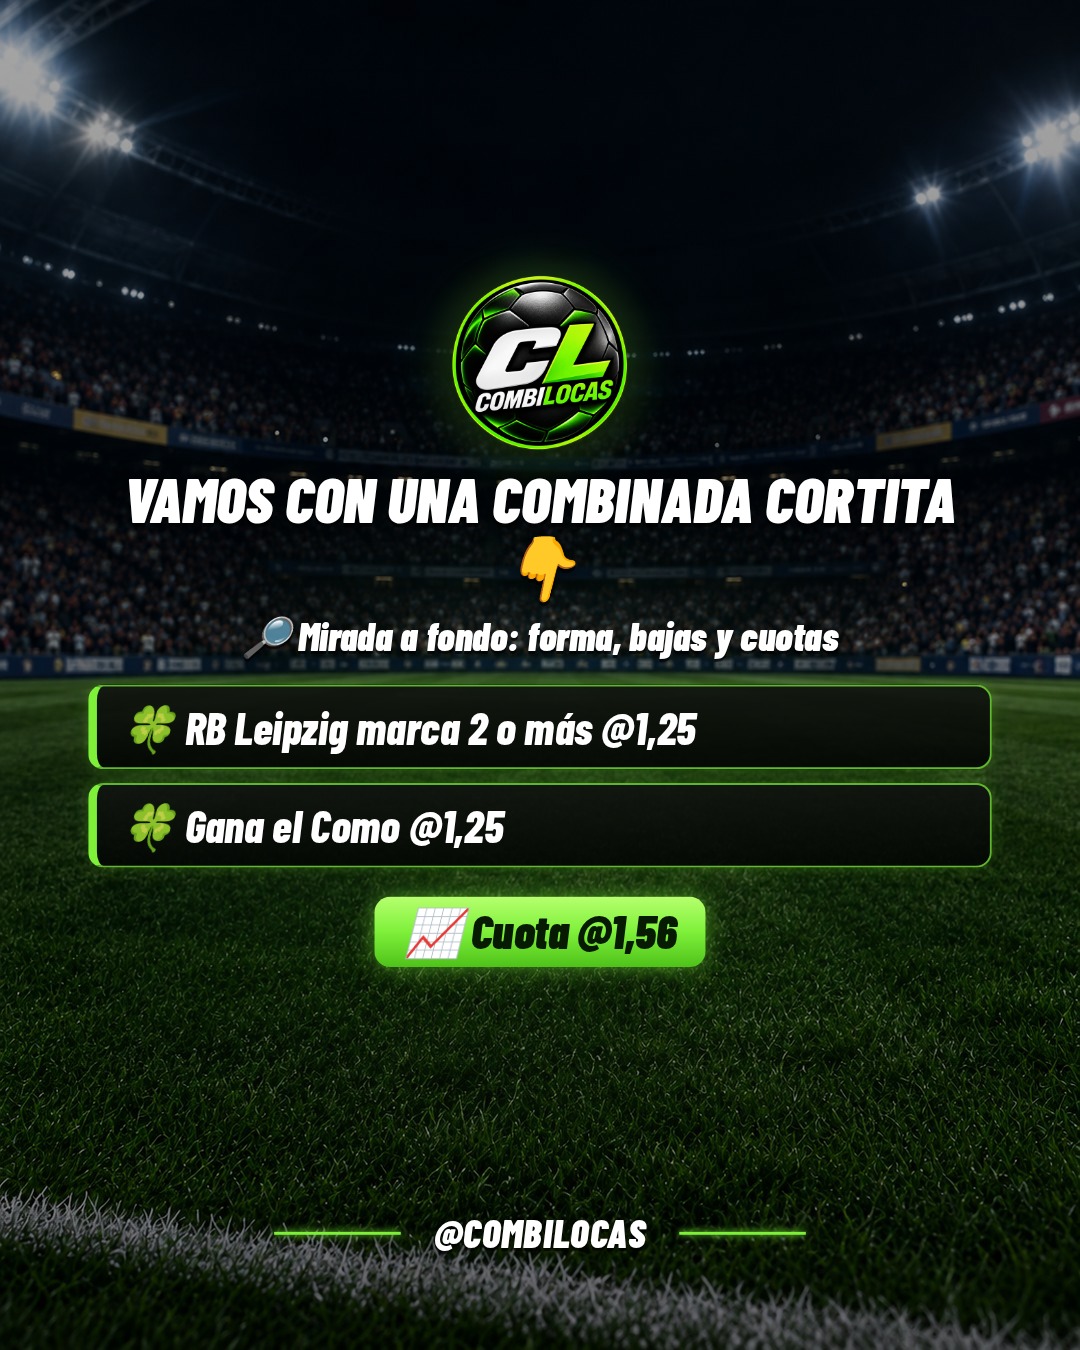 CL
COMBILOCAS
VAMOS CON UNA COMBINADA CORTITA
👇
🔎Mirada a fondo: forma, bajas y cuotas
🍀 RB Leipzig marca 2 o más @1,25
🍀 Gana el Como @1,25
📈Cuota @1,56
@COMBILOCAS